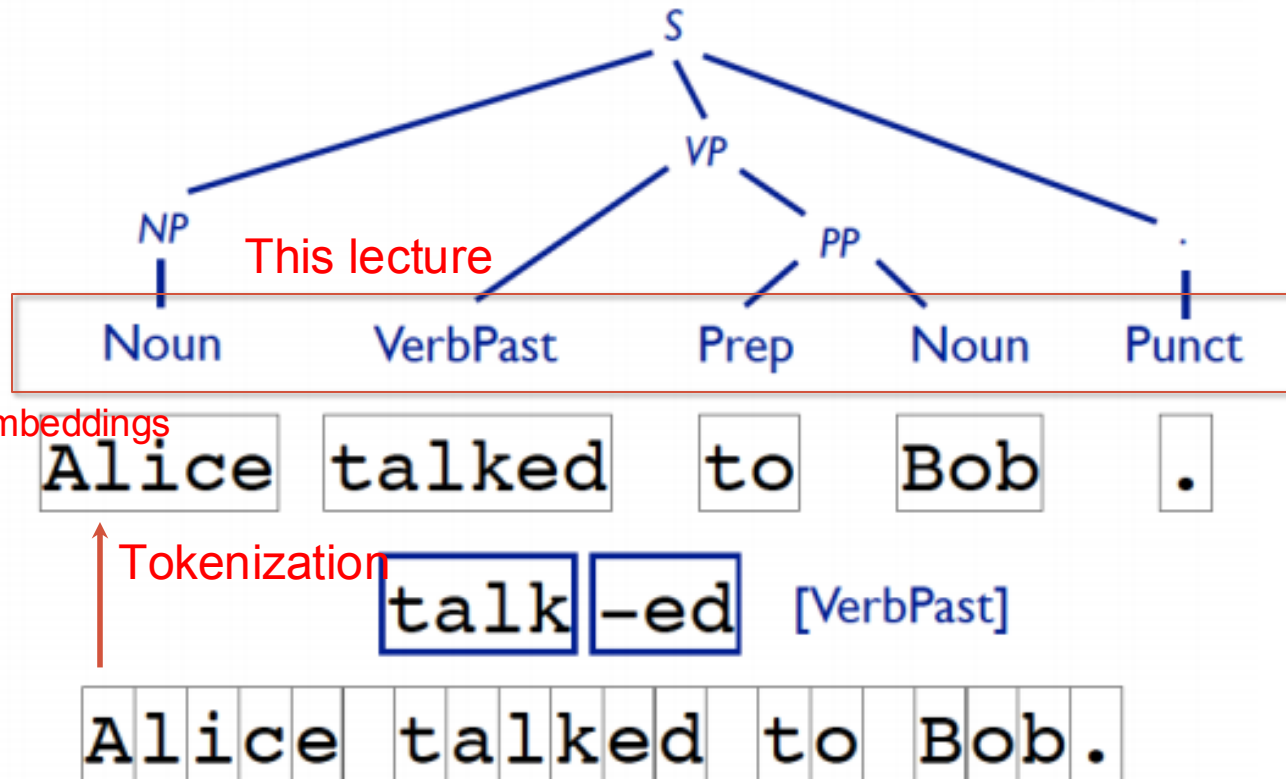 S
VP
NP
PP
.
This lecture
Noun VerbPast Prep Noun Punct
mbeddings
Alice talked to Bob .
Tokenization
talk -ed [VerbPast]
Alice talked to Bob.